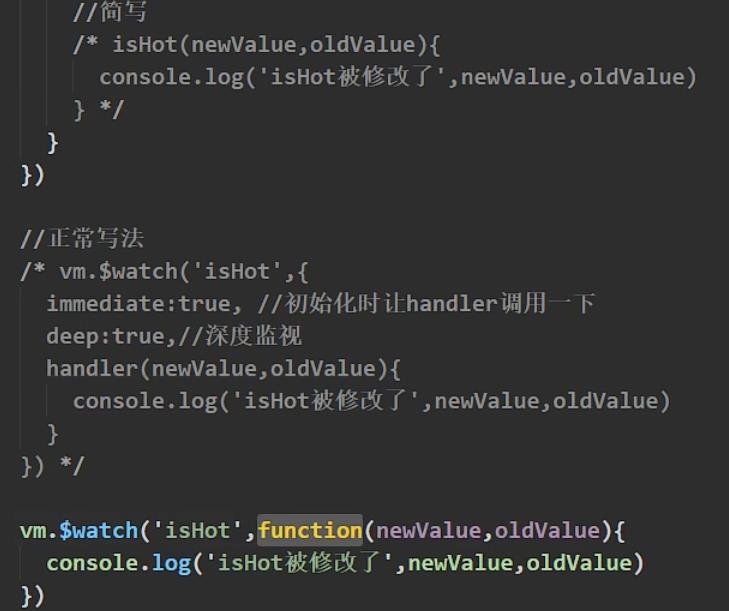 //简写
/* isHot(newValue,oldValue){
console.log('isHot被修改了',newValue,oldValue)
} */
}
})
//正常写法
/* vm.$watch('isHot',{
immediate:true, //初始化时让handler调用一下
deep:true,//深度监视
handler(newValue,oldValue){
console.log('isHot被修改了',newValue,oldValue)
}
}) */
vm.$watch('isHot',function(newValue,oldValue){
console.log('isHot被修改了',newValue,oldValue)
})